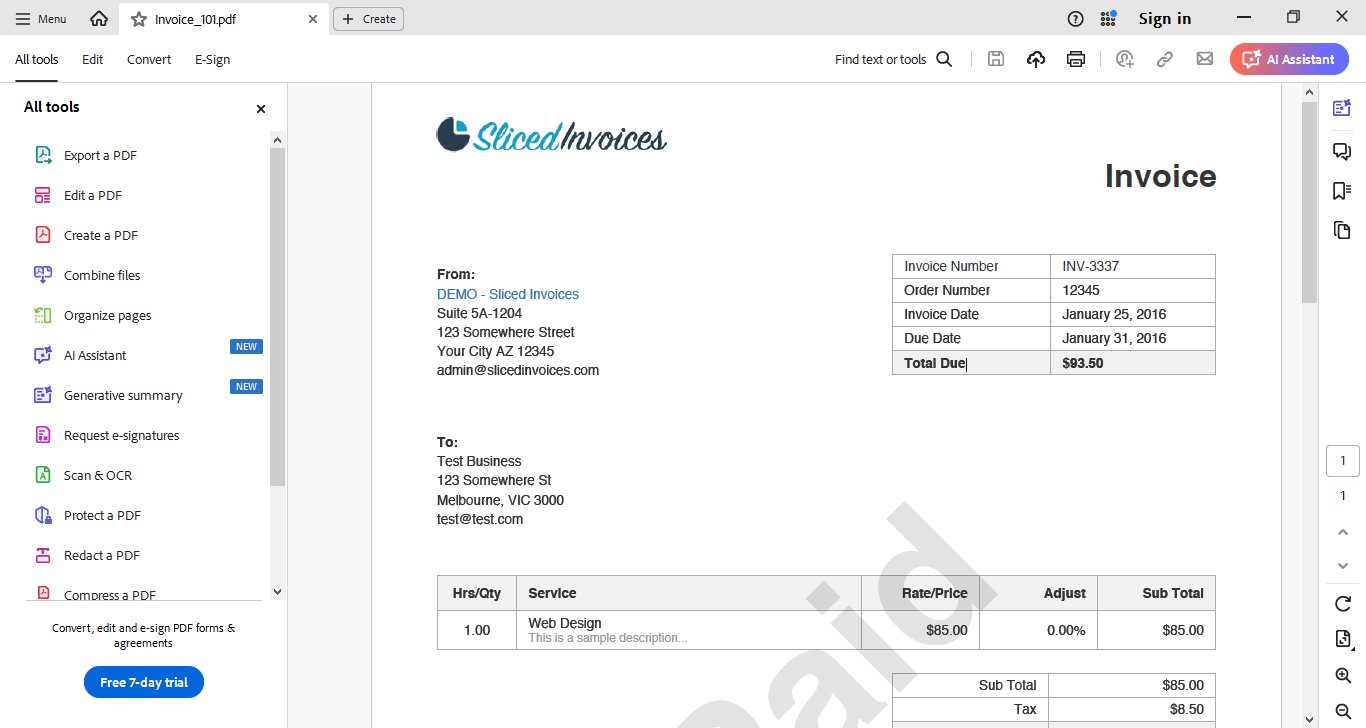 Menu
Invoice_101.pdf
Create
Sign in
All tools
Edit
Convert
E-Sign
Find text or tools
AI Assistant
All tools
Export a PDF
Edit a PDF
Create a PDF
Combine files
Organize pages
AI Assistant
NEW
Generative summary
NEW
Request e-signatures
Scan & OCR
Protect a PDF
Redact a PDF
Compress a PDF
Convert, edit and e-sign PDF forms &
agreements
Free 7-day trial
Sliced Invoices
Invoice
From:
DEMO - Sliced Invoices
Suite 5A-1204
123 Somewhere Street
Your City AZ 12345
admin@slicedinvoices.com
Invoice Number INV-3337
Order Number 12345
Invoice Date January 25, 2016
Due Date January 31, 2016
Total Due $93.50
To:
Test Business
123 Somewhere St
Melbourne, VIC 3000
test@test.com
Hrs/Qty Service Rate/Price Adjust Sub Total
1.00 Web Design $85.00 0.00% $85.00
This is a sample description...
Sub Total $85.00
Tax $8.50
Paid
1
1